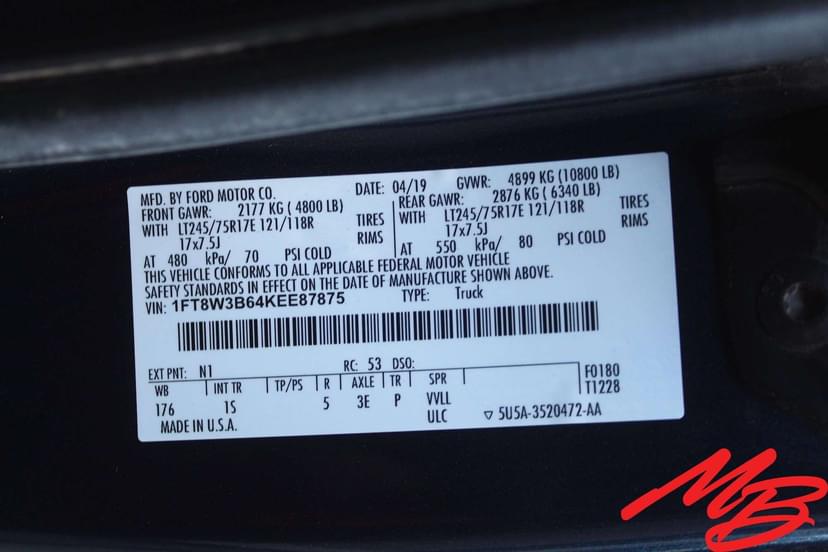 MFD. BY FORD MOTOR CO. DATE: 04/19 GVWR: 4899 KG (10800 LB)
FRONT GAWR: 2177 KG ( 4800 LB) REAR GAWR: 2876 KG ( 6340 LB)
WITH LT245/75R17E 121/118R TIRES WITH LT245/75R17E 121/118R TIRES
17x7.5J RIMS 17x7.5J RIMS
AT 480 kPa/ 70 PSI COLD AT 550 kPa/ 80 PSI COLD
THIS VEHICLE CONFORMS TO ALL APPLICABLE FEDERAL MOTOR VEHICLE
SAFETY STANDARDS IN EFFECT ON THE DATE OF MANUFACTURE SHOWN ABOVE.
VIN: 1FT8W3B64KEE87875 TYPE: Truck
EXT PNT: N1 RC: 53 DSO: F0180
WB INT TR TP/PS R AXLE TR SPR T1228
176 1S 5 3E P VVLL
MADE IN U.S.A. ULC ▽ 5U5A-3520472-AA
MB